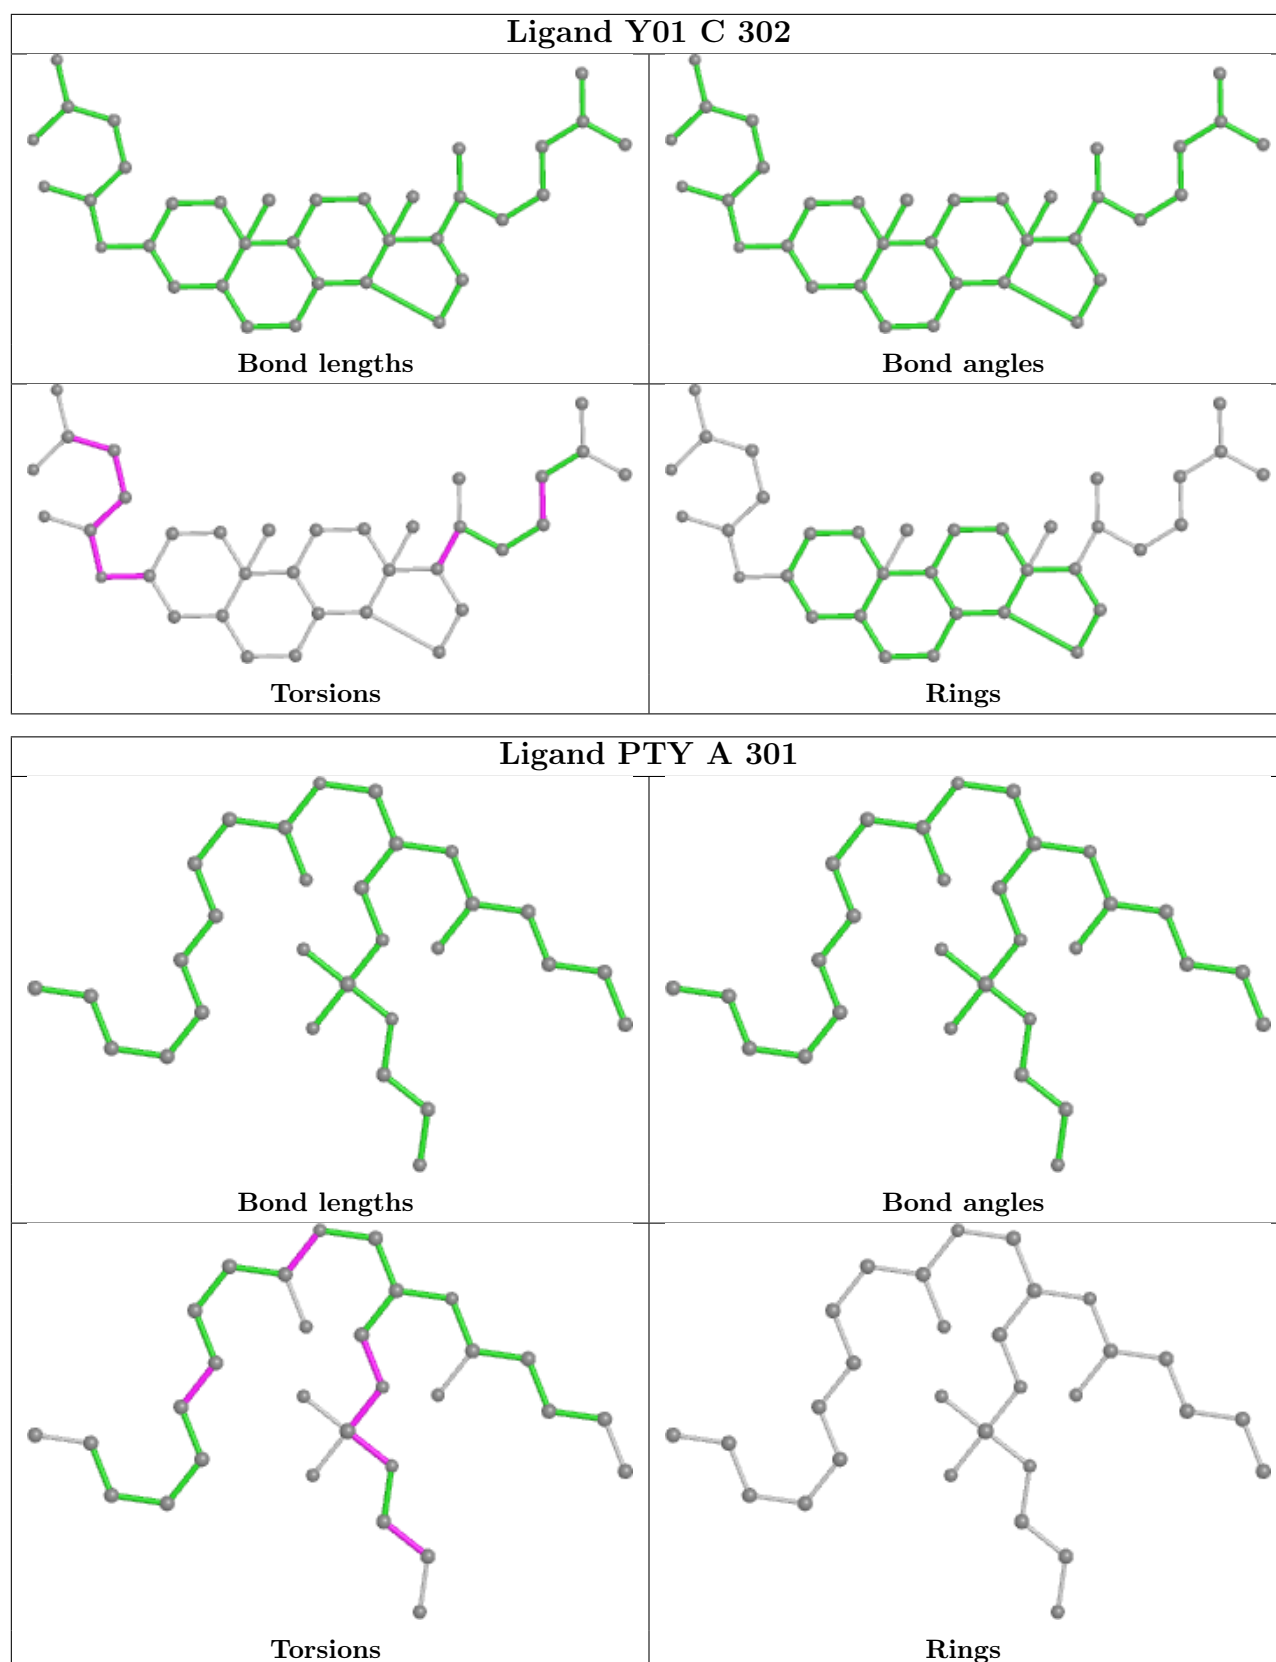 Ligand Y01 C 302
Bond lengths
Bond angles
Torsions
Rings
Ligand PTY A 301
Bond lengths
Bond angles
Torsions
Rings